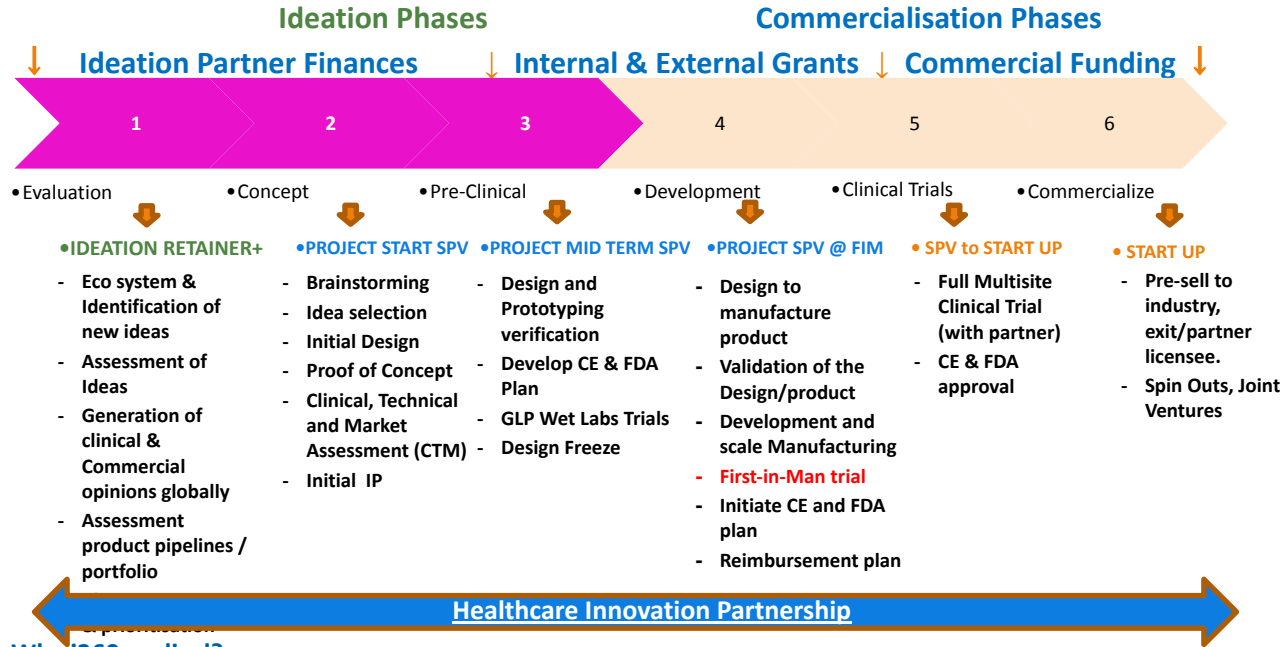 Ideation Phases
Commercialisation Phases
Ideation Partner Finances
Internal & External Grants
Commercial Funding
1
2
3
4
5
6
•Evaluation
•Concept
•Pre-Clinical
•Development
•Clinical Trials
•Commercialize
•IDEATION RETAINER+
- Eco system &
Identification of
new ideas
- Assessment of
Ideas
- Generation of
clinical &
Commercial
opinions globally
- Assessment
product pipelines /
portfolio
•PROJECT START SPV
- Brainstorming
- Idea selection
- Initial Design
- Proof of Concept
- Clinical, Technical
and Market
Assessment (CTM)
- Initial IP
•PROJECT MID TERM SPV
- Design and
Prototyping
verification
- Develop CE & FDA
Plan
- GLP Wet Labs Trials
- Design Freeze
•PROJECT SPV @ FIM
- Design to
manufacture
product
- Validation of the
Design/product
- Development and
scale Manufacturing
- First-in-Man trial
- Initiate CE and FDA
plan
- Reimbursement plan
• SPV to START UP
- Full Multisite
Clinical Trial
(with partner)
- CE & FDA
approval
• START UP
- Pre-sell to
industry,
exit/partner
licensee.
- Spin Outs, Joint
Ventures
Healthcare Innovation Partnership